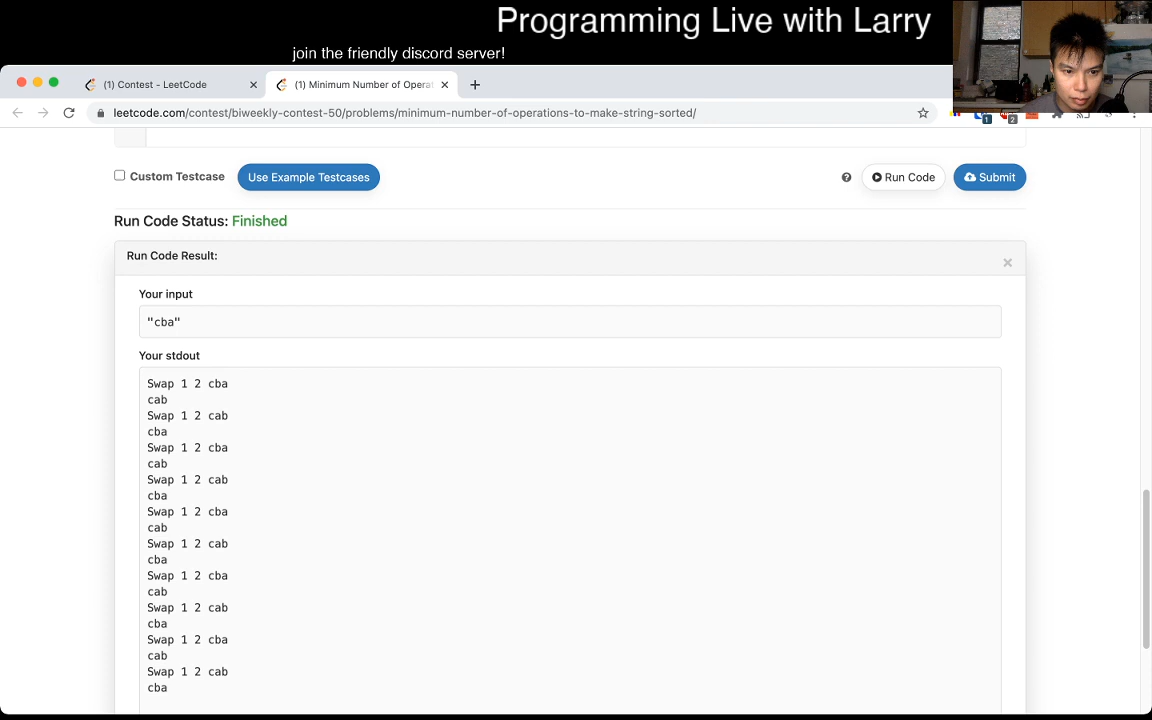 Programming Live with Larry
join the friendly discord server!
(1) Contest - LeetCode
(1) Minimum Number of Opera
leetcode.com/contest/biweekly-contest-50/problems/minimum-number-of-operations-to-make-string-sorted/
1
2
Custom Testcase
Use Example Testcases
?
Run Code
Submit
Run Code Status: Finished
Run Code Result:
Your input
"cba"
Your stdout
Swap 1 2 cba
cab
Swap 1 2 cab
cba
Swap 1 2 cba
cab
Swap 1 2 cab
cba
Swap 1 2 cba
cab
Swap 1 2 cab
cba
Swap 1 2 cba
cab
Swap 1 2 cab
cba
Swap 1 2 cba
cab
Swap 1 2 cab
cba